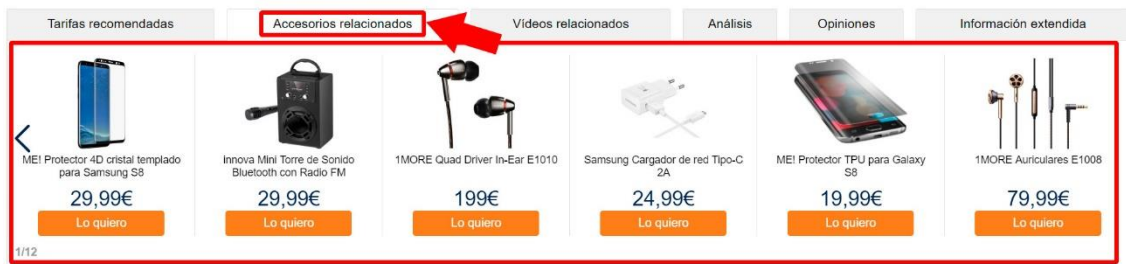 Tarifas recomendadas
Accesorios relacionados
Vídeos relacionados
Análisis
Opiniones
Información extendida
ME! Protector 4D cristal templado
para Samsung S8
29,99€
Lo quiero
Innova Mini Torre de Sonido
Bluetooth con Radio FM
29,99€
Lo quiero
1MORE Quad Driver In-Ear E1010
199€
Lo quiero
Samsung Cargador de red Tipo-C
2A
24,99€
Lo quiero
ME! Protector TPU para Galaxy
S8
19,99€
Lo quiero
1MORE Auriculares E1008
79,99€
Lo quiero
1/12